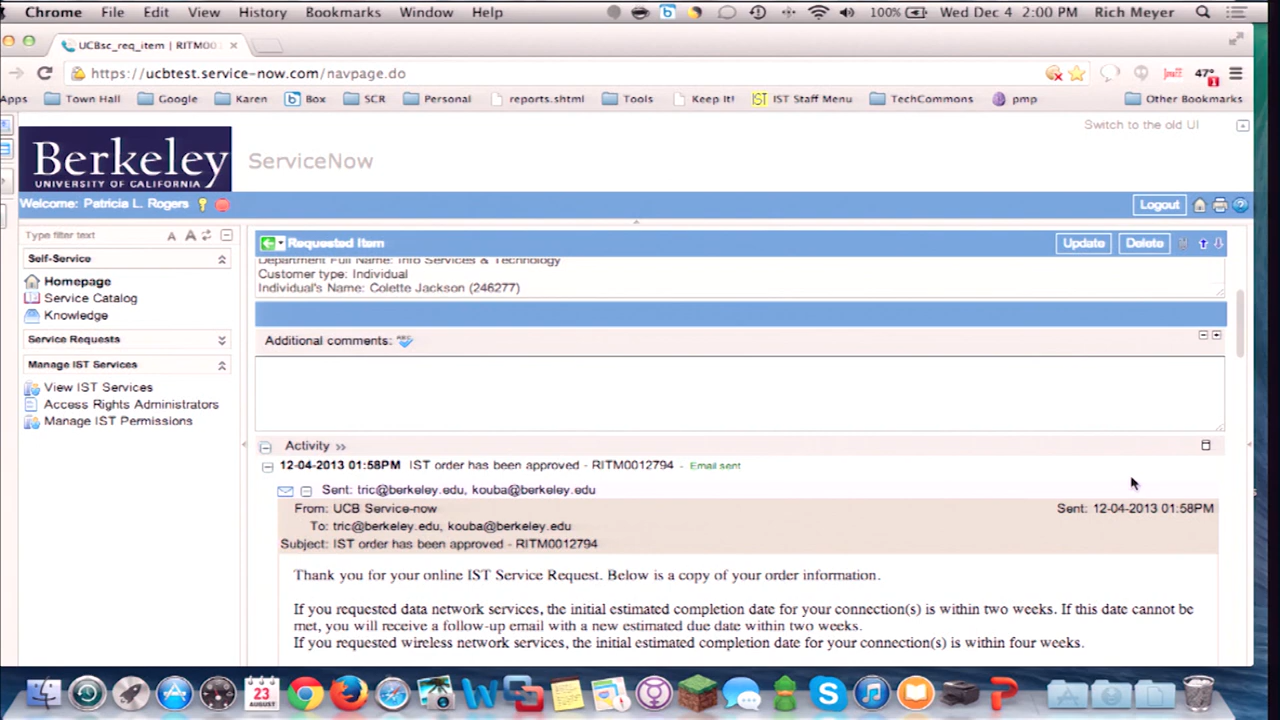 Chrome File Edit View History Bookmarks Window Help 100% Wed Dec 4 2:00 PM Rich Meyer
UCBsc_req_item | RITM00
https://ucbtest.service-now.com/navpage.do 47° 1
Apps Town Hall Google Karen b Box SCR Personal reports.shtml Tools Keep It! IST IST Staff Menu TechCommons pmp Other Bookmarks
Switch to the old UI
Berkeley ServiceNow
UNIVERSITY OF CALIFORNIA
Welcome: Patricia L. Rogers Logout
Type filter text A A
Self-Service
Homepage
Service Catalog
Knowledge
Service Requests
Manage IST Services
View IST Services
Access Rights Administrators
Manage IST Permissions
Requested Item Update Delete
Department Full Name: Info Services & Technology
Customer type: Individual
Individual's Name: Colette Jackson (246277)
Additional comments:
Activity »
12-04-2013 01:58PM IST order has been approved - RITM0012794 - Email sent
Sent: tric@berkeley.edu, kouba@berkeley.edu
From: UCB Service-now Sent: 12-04-2013 01:58PM
To: tric@berkeley.edu, kouba@berkeley.edu
Subject: IST order has been approved - RITM0012794
Thank you for your online IST Service Request. Below is a copy of your order information.
If you requested data network services, the initial estimated completion date for your connection(s) is within two weeks. If this date cannot be
met, you will receive a follow-up email with a new estimated due date within two weeks.
If you requested wireless network services, the initial estimated completion date for your connection(s) is within four weeks.
23
AUGUST